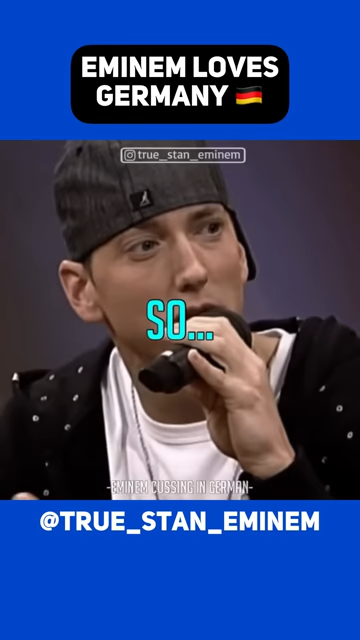 EMINEM LOVES
GERMANY 🇩🇪
true_stan_eminem
SO...
-EMINEM CUSSING IN GERMAN-
@TRUE_STAN_EMINEM